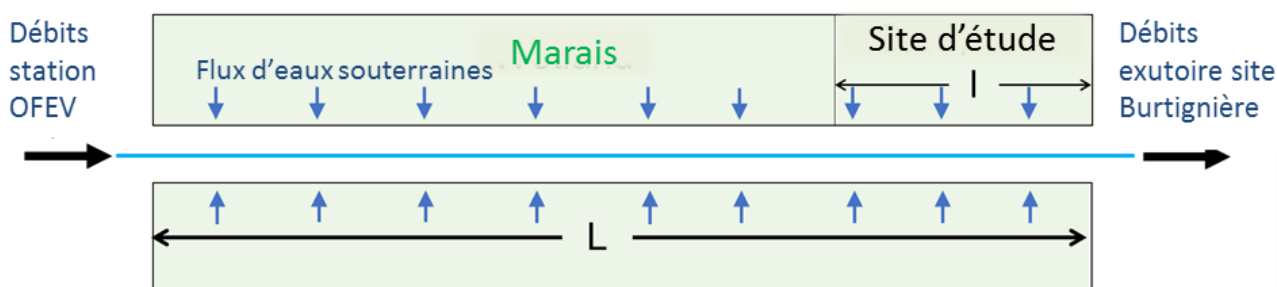 Débits
station
OFEV
Marais
Flux d'eaux souterraines
Site d'étude
l
Débits
exutoire site
Burtignière
L